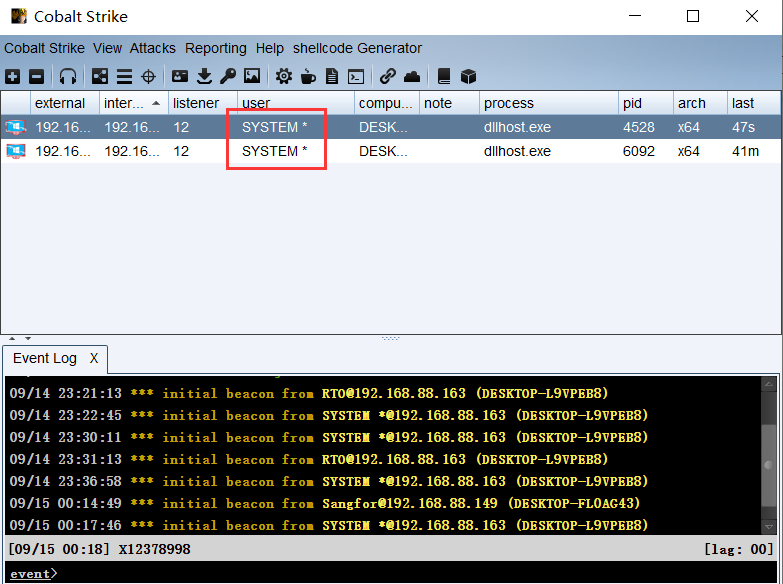 Cobalt Strike
Cobalt Strike View Attacks Reporting Help shellcode Generator
external inter... listener user compu... note process pid arch last
192.16... 192.16... 12 SYSTEM * DESK... dllhost.exe 4528 x64 47s
192.16... 192.16... 12 SYSTEM * DESK... dllhost.exe 6092 x64 41m
Event Log X
09/14 23:21:13 *** initial beacon from RTO@192.168.88.163 (DESKTOP-L9VPEB8)
09/14 23:22:45 *** initial beacon from SYSTEM *@192.168.88.163 (DESKTOP-L9VPEB8)
09/14 23:30:11 *** initial beacon from SYSTEM *@192.168.88.163 (DESKTOP-L9VPEB8)
09/14 23:31:13 *** initial beacon from RTO@192.168.88.163 (DESKTOP-L9VPEB8)
09/14 23:36:58 *** initial beacon from SYSTEM *@192.168.88.163 (DESKTOP-L9VPEB8)
09/15 00:14:49 *** initial beacon from Sangfor@192.168.88.149 (DESKTOP-FLOAG43)
09/15 00:17:46 *** initial beacon from SYSTEM *@192.168.88.163 (DESKTOP-L9VPEB8)
[09/15 00:18] X12378998 [lag: 00]
event>